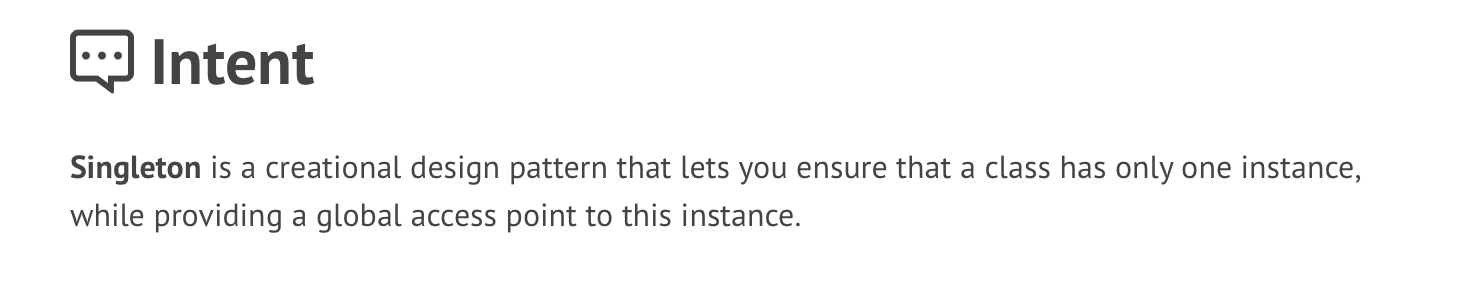 Intent
Singleton is a creational design pattern that lets you ensure that a class has only one instance,
while providing a global access point to this instance.